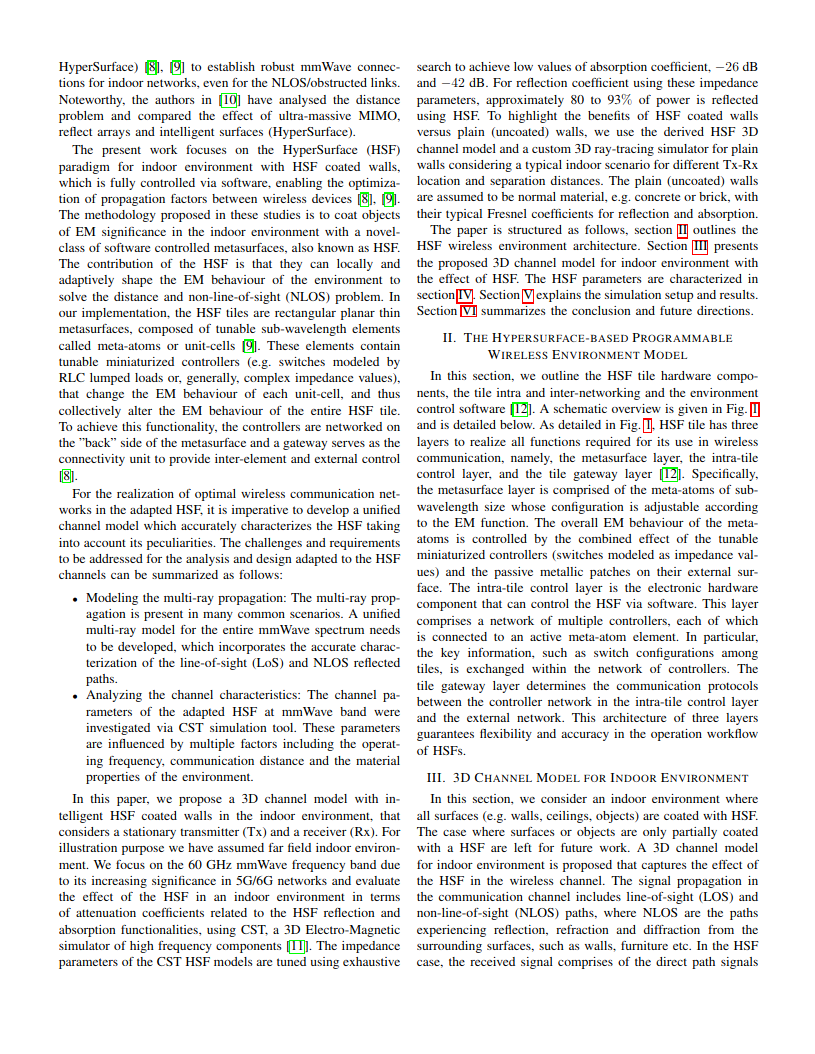 HyperSurface) [8], [9] to establish robust mmWave connec-
tions for indoor networks, even for the NLOS/obstructed links.
Noteworthy, the authors in [10] have analysed the distance
problem and compared the effect of ultra-massive MIMO,
reflect arrays and intelligent surfaces (HyperSurface).
The present work focuses on the HyperSurface (HSF)
paradigm for indoor environment with HSF coated walls,
which is fully controlled via software, enabling the optimiza-
tion of propagation factors between wireless devices [8], [9].
The methodology proposed in these studies is to coat objects
of EM significance in the indoor environment with a novel-
class of software controlled metasurfaces, also known as HSF.
The contribution of the HSF is that they can locally and
adaptively shape the EM behaviour of the environment to
solve the distance and non-line-of-sight (NLOS) problem. In
our implementation, the HSF tiles are rectangular planar thin
metasurfaces, composed of tunable sub-wavelength elements
called meta-atoms or unit-cells [9]. These elements contain
tunable miniaturized controllers (e.g. switches modeled by
RLC lumped loads or, generally, complex impedance values),
that change the EM behaviour of each unit-cell, and thus
collectively alter the EM behaviour of the entire HSF tile.
To achieve this functionality, the controllers are networked on
the ”back” side of the metasurface and a gateway serves as the
connectivity unit to provide inter-element and external control
[8].
For the realization of optimal wireless communication net-
works in the adapted HSF, it is imperative to develop a unified
channel model which accurately characterizes the HSF taking
into account its peculiarities. The challenges and requirements
to be addressed for the analysis and design adapted to the HSF
channels can be summarized as follows:
• Modeling the multi-ray propagation: The multi-ray prop-
agation is present in many common scenarios. A unified
multi-ray model for the entire mmWave spectrum needs
to be developed, which incorporates the accurate charac-
terization of the line-of-sight (LoS) and NLOS reflected
paths.
• Analyzing the channel characteristics: The channel pa-
rameters of the adapted HSF at mmWave band were
investigated via CST simulation tool. These parameters
are influenced by multiple factors including the operat-
ing frequency, communication distance and the material
properties of the environment.
In this paper, we propose a 3D channel model with in-
telligent HSF coated walls in the indoor environment, that
considers a stationary transmitter (Tx) and a receiver (Rx). For
illustration purpose we have assumed far field indoor environ-
ment. We focus on the 60 GHz mmWave frequency band due
to its increasing significance in 5G/6G networks and evaluate
the effect of the HSF in an indoor environment in terms
of attenuation coefficients related to the HSF reflection and
absorption functionalities, using CST, a 3D Electro-Magnetic
simulator of high frequency components [11]. The impedance
parameters of the CST HSF models are tuned using exhaustive
search to achieve low values of absorption coefficient, −26 dB
and −42 dB. For reflection coefficient using these impedance
parameters, approximately 80 to 93% of power is reflected
using HSF. To highlight the benefits of HSF coated walls
versus plain (uncoated) walls, we use the derived HSF 3D
channel model and a custom 3D ray-tracing simulator for plain
walls considering a typical indoor scenario for different Tx-Rx
location and separation distances. The plain (uncoated) walls
are assumed to be normal material, e.g. concrete or brick, with
their typical Fresnel coefficients for reflection and absorption.
The paper is structured as follows, section II outlines the
HSF wireless environment architecture. Section III presents
the proposed 3D channel model for indoor environment with
the effect of HSF. The HSF parameters are characterized in
section IV. Section V explains the simulation setup and results.
Section VI summarizes the conclusion and future directions.
II. THE HYPERSURFACE-BASED PROGRAMMABLE
WIRELESS ENVIRONMENT MODEL
In this section, we outline the HSF tile hardware compo-
nents, the tile intra and inter-networking and the environment
control software [12]. A schematic overview is given in Fig. 1
and is detailed below. As detailed in Fig. 1, HSF tile has three
layers to realize all functions required for its use in wireless
communication, namely, the metasurface layer, the intra-tile
control layer, and the tile gateway layer [12]. Specifically,
the metasurface layer is comprised of the meta-atoms of sub-
wavelength size whose configuration is adjustable according
to the EM function. The overall EM behaviour of the meta-
atoms is controlled by the combined effect of the tunable
miniaturized controllers (switches modeled as impedance val-
ues) and the passive metallic patches on their external sur-
face. The intra-tile control layer is the electronic hardware
component that can control the HSF via software. This layer
comprises a network of multiple controllers, each of which
is connected to an active meta-atom element. In particular,
the key information, such as switch configurations among
tiles, is exchanged within the network of controllers. The
tile gateway layer determines the communication protocols
between the controller network in the intra-tile control layer
and the external network. This architecture of three layers
guarantees flexibility and accuracy in the operation workflow
of HSFs.
III. 3D CHANNEL MODEL FOR INDOOR ENVIRONMENT
In this section, we consider an indoor environment where
all surfaces (e.g. walls, ceilings, objects) are coated with HSF.
The case where surfaces or objects are only partially coated
with a HSF are left for future work. A 3D channel model
for indoor environment is proposed that captures the effect of
the HSF in the wireless channel. The signal propagation in
the communication channel includes line-of-sight (LOS) and
non-line-of-sight (NLOS) paths, where NLOS are the paths
experiencing reflection, refraction and diffraction from the
surrounding surfaces, such as walls, furniture etc. In the HSF
case, the received signal comprises of the direct path signals